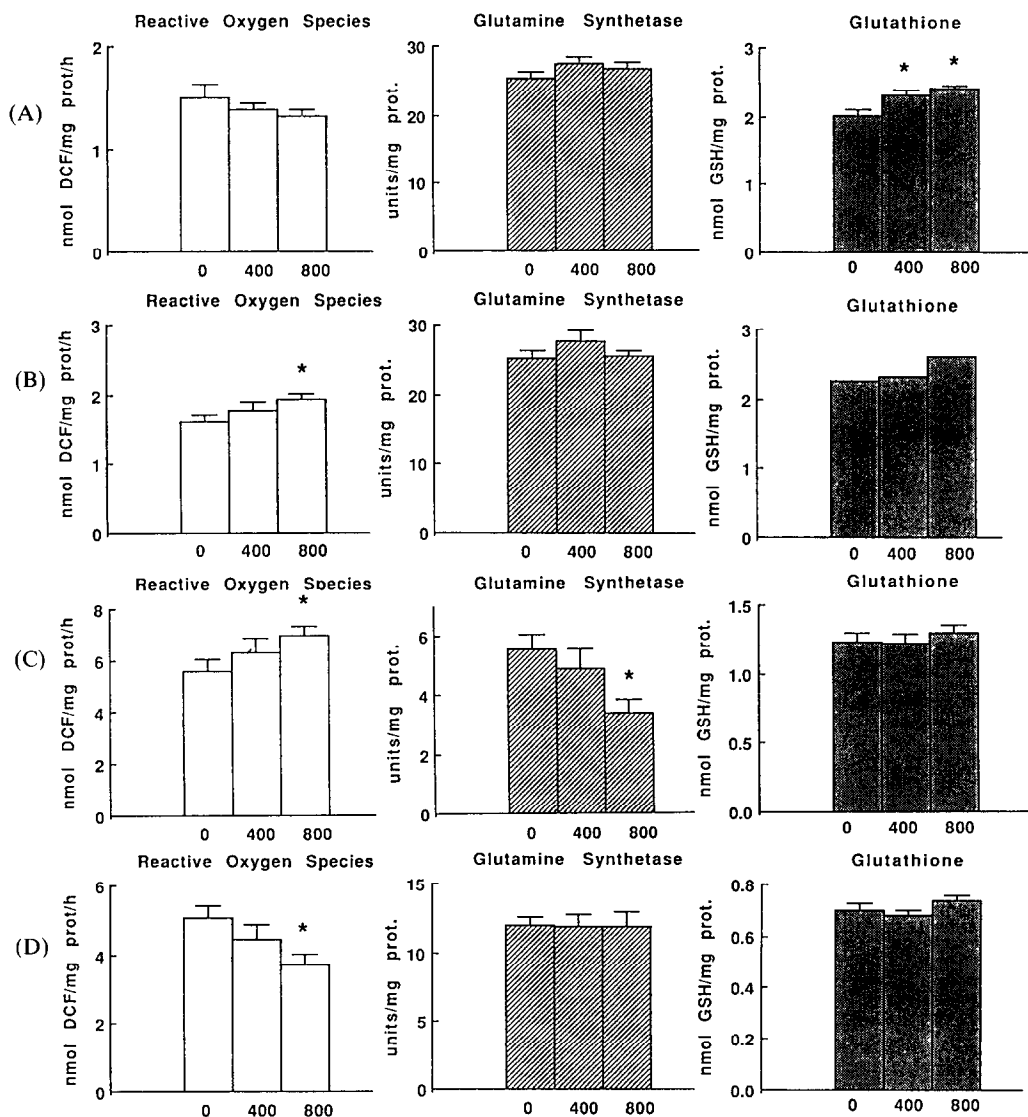 Reactive Oxygen Species
Glutamine Synthetase
Glutathione
(A)
nmol DCF/mg prot/h
2
1
0
0 400 800
units/mg prot.
30
20
10
0
0 400 800
nmol GSH/mg prot.
3
2
1
0
* *
0 400 800
Reactive Oxygen Species
Glutamine Synthetase
Glutathione
(B)
nmol DCF/mg prot/h
3
2
1
0
*
0 400 800
units/mg prot.
30
20
10
0
0 400 800
nmol GSH/mg prot.
3
2
1
0
0 400 800
Reactive Oxygen Species
Glutamine Synthetase
Glutathione
(C)
nmol DCF/mg prot/h
8
6
4
2
0
*
0 400 800
units/mg prot.
6
4
2
0
*
0 400 800
nmol GSH/mg prot.
1.5
1.0
0.5
0.0
0 400 800
Reactive Oxygen Species
Glutamine Synthetase
Glutathione
(D)
nmol DCF/mg prot/h
6
4
2
0
*
0 400 800
units/mg prot.
15
10
5
0
0 400 800
nmol GSH/mg prot.
0.8
0.6
0.4
0.2
0.0
0 400 800